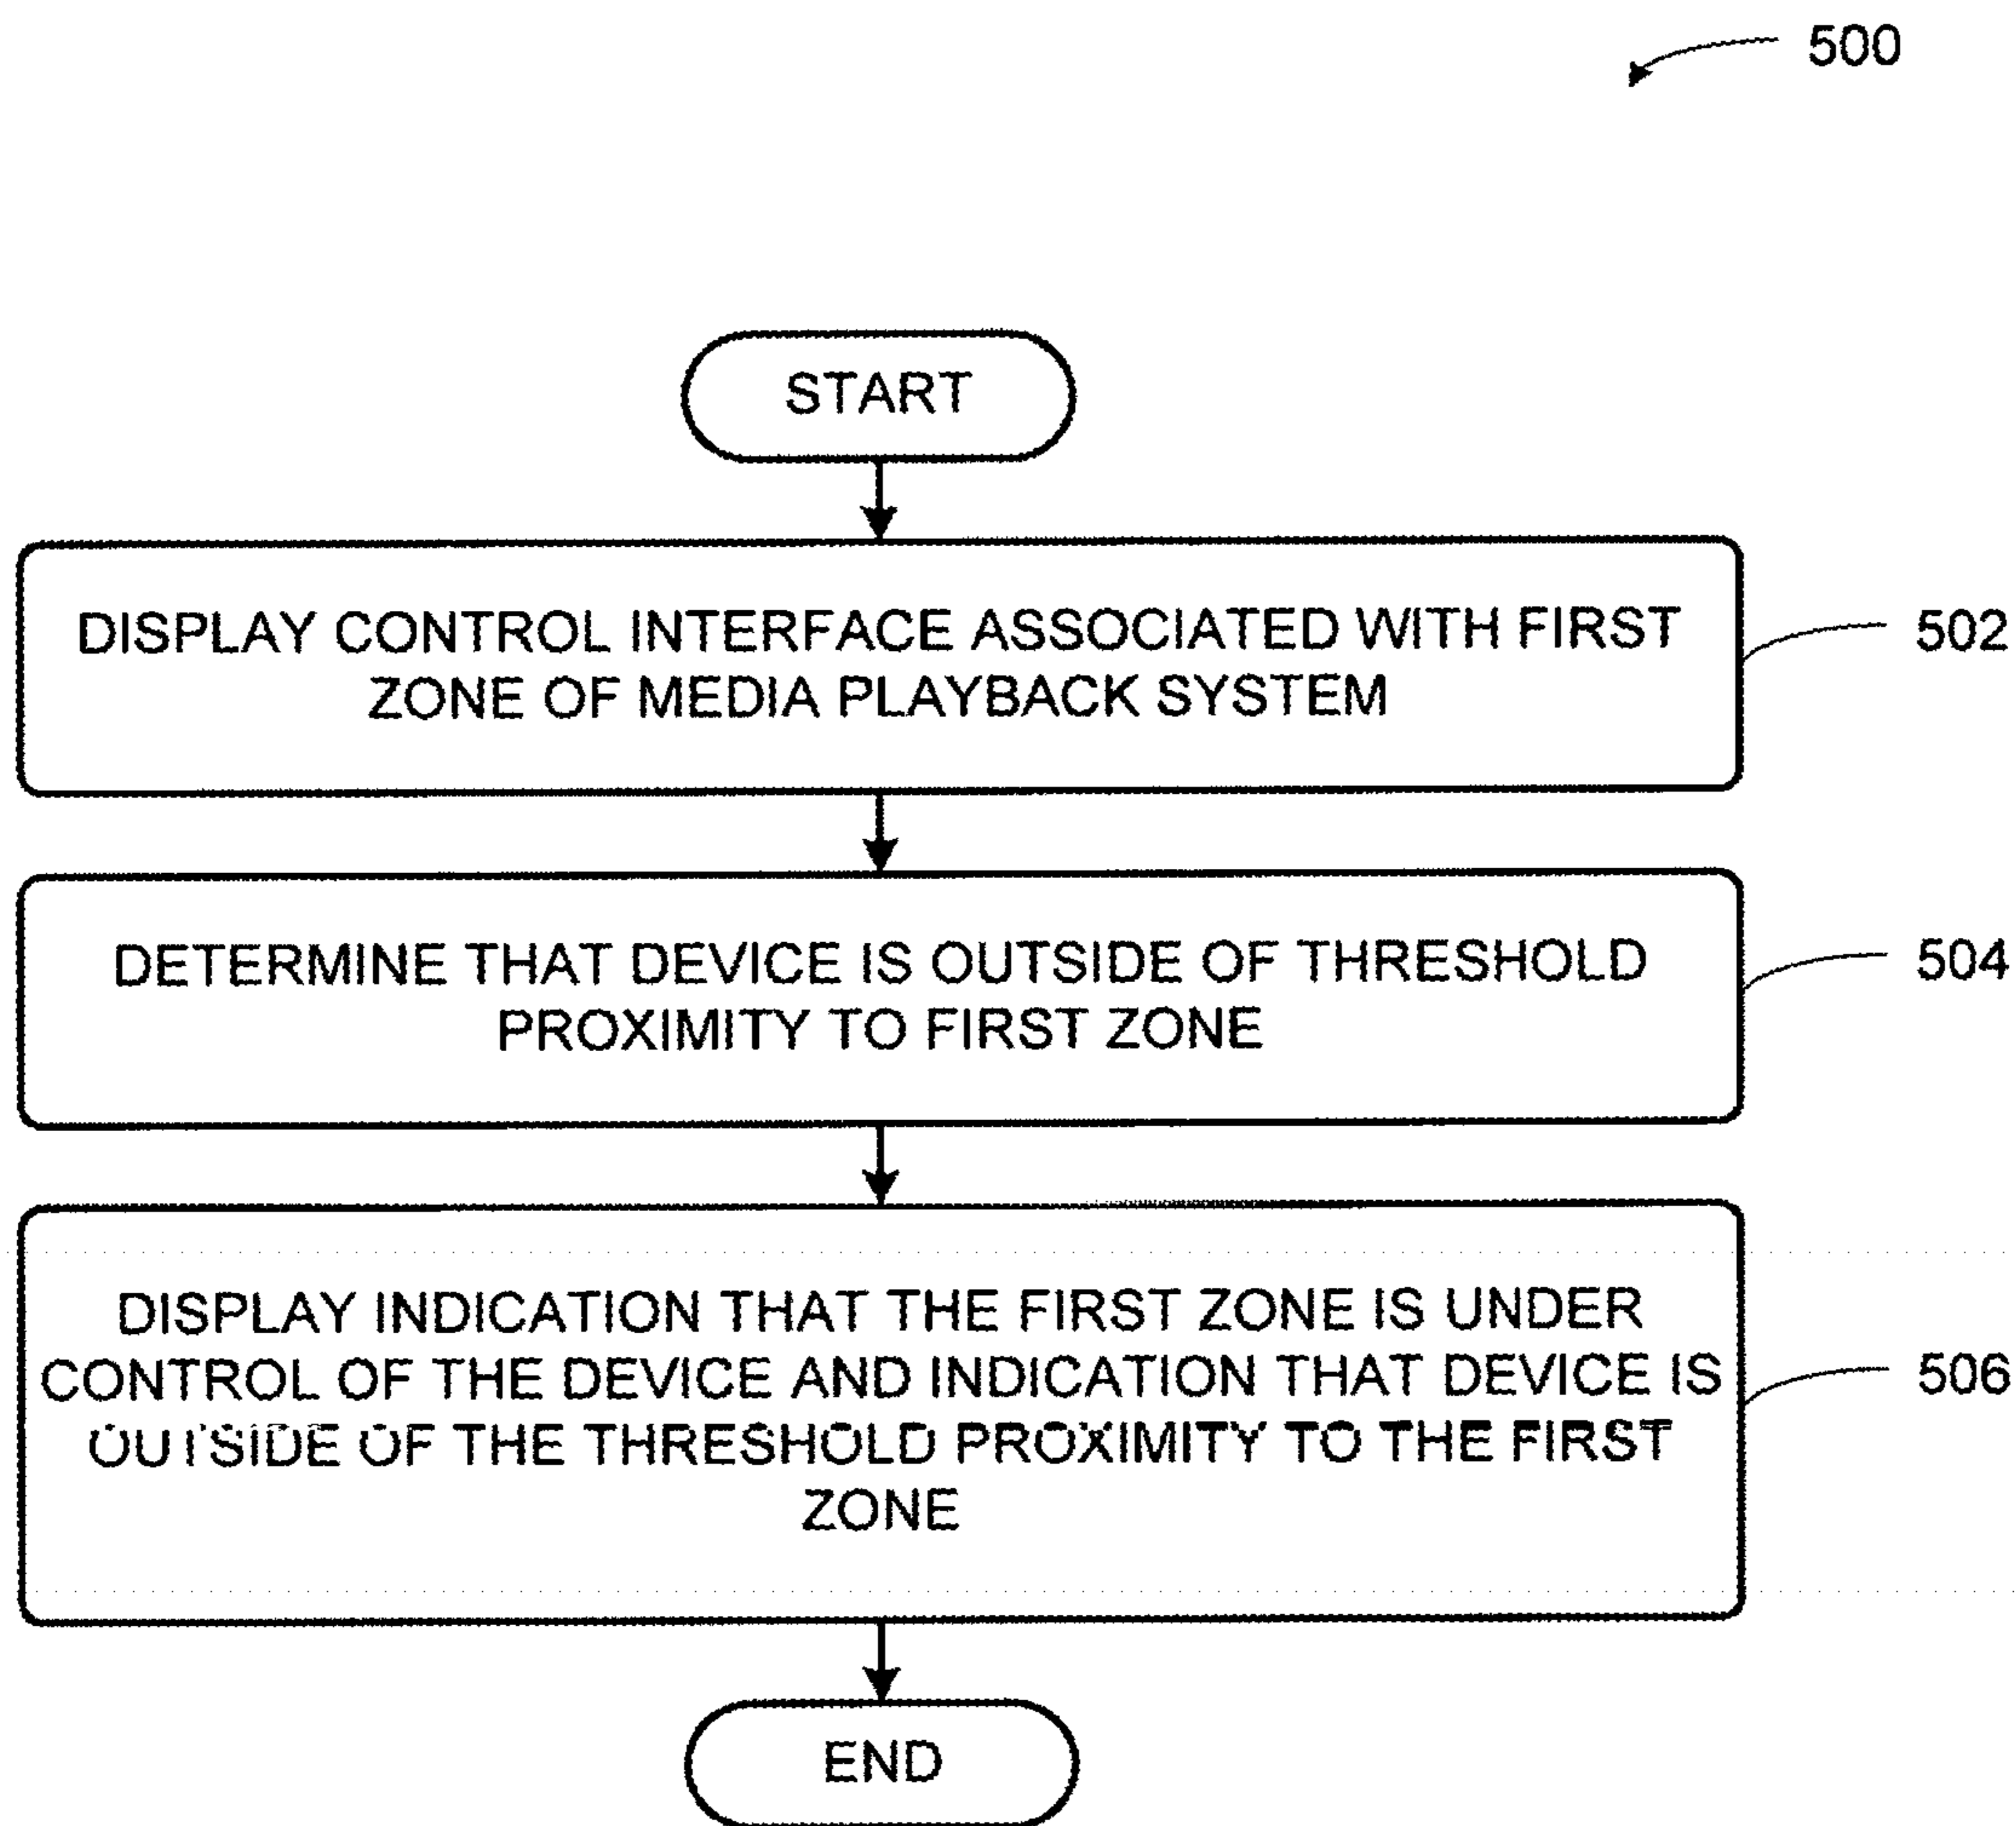 500
START
DISPLAY CONTROL INTERFACE ASSOCIATED WITH FIRST
ZONE OF MEDIA PLAYBACK SYSTEM
502
DETERMINE THAT DEVICE IS OUTSIDE OF THRESHOLD
PROXIMITY TO FIRST ZONE
504
DISPLAY INDICATION THAT THE FIRST ZONE IS UNDER
CONTROL OF THE DEVICE AND INDICATION THAT DEVICE IS
OUTSIDE OF THE THRESHOLD PROXIMITY TO THE FIRST
ZONE
506
END